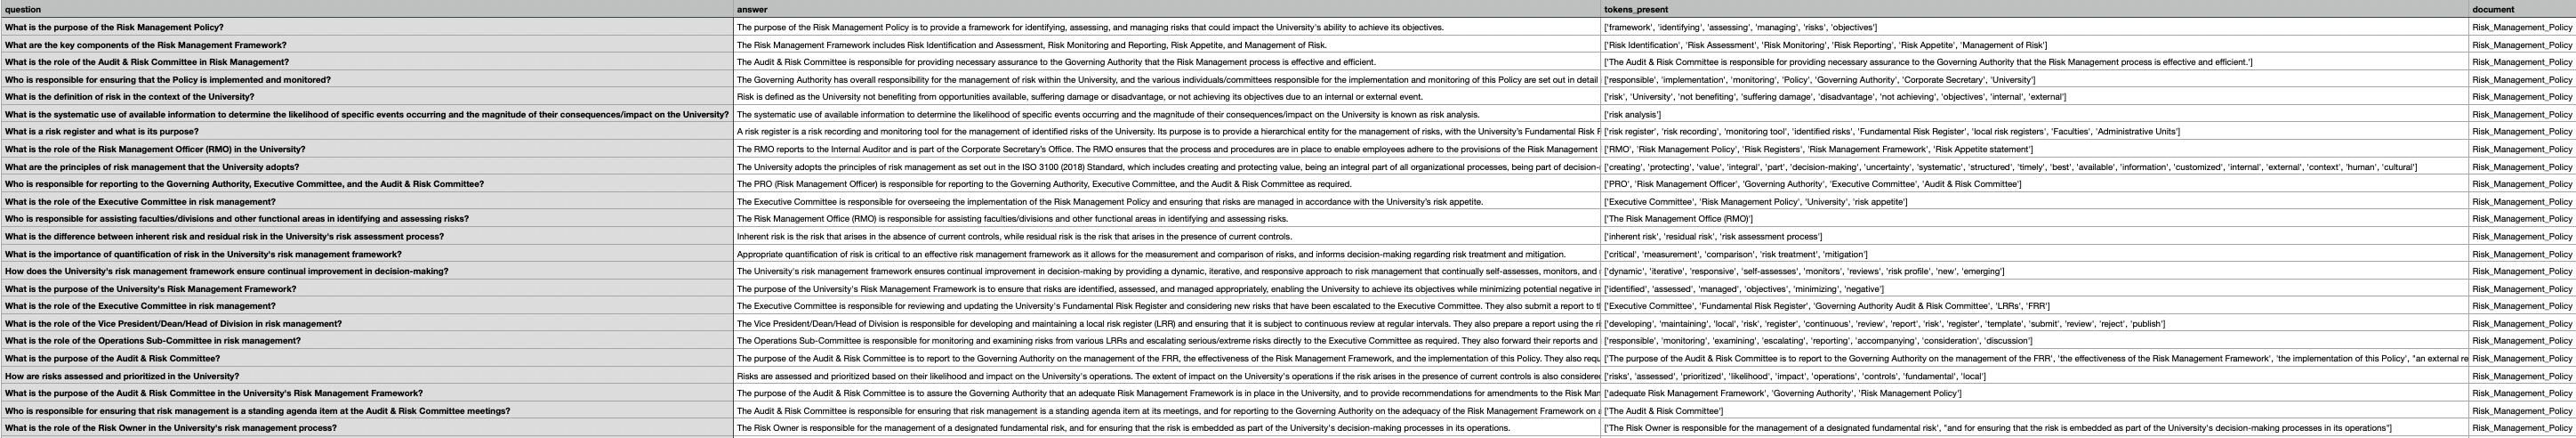 question answer tokens_present document
What is the purpose of the Risk Management Policy? The purpose of the Risk Management Policy is to provide a framework for identifying, assessing, and managing risks that could impact the University's ability to achieve its objectives. ['framework', 'identifying', 'assessing', 'managing', 'risks', 'objectives'] Risk_Management_Policy
What are the key components of the Risk Management Framework? The Risk Management Framework includes Risk Identification and Assessment, Risk Monitoring and Reporting, Risk Appetite, and Management of Risk. ['Risk Identification', 'Risk Assessment', 'Risk Monitoring', 'Risk Reporting', 'Risk Appetite', 'Management of Risk'] Risk_Management_Policy
What is the role of the Audit & Risk Committee in Risk Management? The Audit & Risk Committee is responsible for providing necessary assurance to the Governing Authority that the Risk Management process is effective and efficient. ['The Audit & Risk Committee is responsible for providing necessary assurance to the Governing Authority that the Risk Management process is effective and efficient.'] Risk_Management_Policy
Who is responsible for ensuring that the Policy is implemented and monitored? The Governing Authority has overall responsibility for the management of risk within the University, and the various individuals/committees responsible for the implementation and monitoring of this Policy are set out in detail ['responsible', 'implementation', 'monitoring', 'Policy', 'Governing Authority', 'Corporate Secretary', 'University'] Risk_Management_Policy
What is the definition of risk in the context of the University? Risk is defined as the University not benefiting from opportunities available, suffering damage or disadvantage, or not achieving its objectives due to an internal or external event. ['risk', 'University', 'not benefiting', 'suffering damage', 'disadvantage', 'not achieving', 'objectives', 'internal', 'external'] Risk_Management_Policy
What is the systematic use of available information to determine the likelihood of specific events occurring and the magnitude of their consequences/impact on the University? The systematic use of available information to determine the likelihood of specific events occurring and the magnitude of their consequences/impact on the University is known as risk analysis. ['risk analysis'] Risk_Management_Policy
What is a risk register and what is its purpose? A risk register is a risk recording and monitoring tool for the management of identified risks of the University. Its purpose is to provide a hierarchical entity for the management of risks, with the University's Fundamental Risk F ['risk register', 'risk recording', 'monitoring tool', 'identified risks', 'Fundamental Risk Register', 'local risk registers', 'Faculties', 'Administrative Units'] Risk_Management_Policy
What is the role of the Risk Management Officer (RMO) in the University? The RMO reports to the Internal Auditor and is part of the Corporate Secretary's Office. The RMO ensures that the process and procedures are in place to enable employees adhere to the provisions of the Risk Management ['RMO', 'Risk Management Policy', 'Risk Registers', 'Risk Management Framework', 'Risk Appetite statement'] Risk_Management_Policy
What are the principles of risk management that the University adopts? The University adopts the principles of risk management as set out in the ISO 3100 (2018) Standard, which includes creating and protecting value, being an integral part of all organizational processes, being part of decision- ['creating', 'protecting', 'value', 'integral', 'part', 'decision-making', 'uncertainty', 'systematic', 'structured', 'timely', 'best', 'available', 'information', 'customized', 'internal', 'external', 'context', 'human', 'cultural'] Risk_Management_Policy
Who is responsible for reporting to the Governing Authority, Executive Committee, and the Audit & Risk Committee? The PRO (Risk Management Officer) is responsible for reporting to the Governing Authority, Executive Committee, and the Audit & Risk Committee as required. ['PRO', 'Risk Management Officer', 'Governing Authority', 'Executive Committee', 'Audit & Risk Committee'] Risk_Management_Policy
What is the role of the Executive Committee in risk management? The Executive Committee is responsible for overseeing the implementation of the Risk Management Policy and ensuring that risks are managed in accordance with the University's risk appetite. ['Executive Committee', 'Risk Management Policy', 'University', 'risk appetite'] Risk_Management_Policy
Who is responsible for assisting faculties/divisions and other functional areas in identifying and assessing risks? The Risk Management Office (RMO) is responsible for assisting faculties/divisions and other functional areas in identifying and assessing risks. ['The Risk Management Office (RMO)'] Risk_Management_Policy
What is the difference between inherent risk and residual risk in the University's risk assessment process? Inherent risk is the risk that arises in the absence of current controls, while residual risk is the risk that arises in the presence of current controls. ['inherent risk', 'residual risk', 'risk assessment process'] Risk_Management_Policy
What is the importance of quantification of risk in the University's risk management framework? Appropriate quantification of risk is critical to an effective risk management framework as it allows for the measurement and comparison of risks, and informs decision-making regarding risk treatment and mitigation. ['critical', 'measurement', 'comparison', 'risk treatment', 'mitigation'] Risk_Management_Policy
How does the University's risk management framework ensure continual improvement in decision-making? The University's risk management framework ensures continual improvement in decision-making by providing a dynamic, iterative, and responsive approach to risk management that continually self-assesses, monitors, and ['dynamic', 'iterative', 'responsive', 'self-assesses', 'monitors', 'reviews', 'risk profile', 'new', 'emerging'] Risk_Management_Policy
What is the purpose of the University's Risk Management Framework? The purpose of the University's Risk Management Framework is to ensure that risks are identified, assessed, and managed appropriately, enabling the University to achieve its objectives while minimizing potential negative in ['identified', 'assessed', 'managed', 'objectives', 'minimizing', 'negative'] Risk_Management_Policy
What is the role of the Executive Committee in risk management? The Executive Committee is responsible for reviewing and updating the University's Fundamental Risk Register and considering new risks that have been escalated to the Executive Committee. They also submit a report to t ['Executive Committee', 'Fundamental Risk Register', 'Governing Authority Audit & Risk Committee', 'LRRs', 'FRR'] Risk_Management_Policy
What is the role of the Vice President/Dean/Head of Division in risk management? The Vice President/Dean/Head of Division is responsible for developing and maintaining a local risk register (LRR) and ensuring that it is subject to continuous review at regular intervals. They also prepare a report using the ri ['developing', 'maintaining', 'local', 'risk', 'register', 'continuous', 'review', 'report', 'risk', 'register', 'template', 'submit', 'review', 'reject', 'publish'] Risk_Management_Policy
What is the role of the Operations Sub-Committee in risk management? The Operations Sub-Committee is responsible for monitoring and examining risks from various LRRs and escalating serious/extreme risks directly to the Executive Committee as required. They also forward their reports and ['responsible', 'monitoring', 'examining', 'escalating', 'reporting', 'accompanying', 'consideration', 'discussion'] Risk_Management_Policy
What is the purpose of the Audit & Risk Committee? The purpose of the Audit & Risk Committee is to report to the Governing Authority on the management of the FRR, the effectiveness of the Risk Management Framework, and the implementation of this Policy. They also requ ['The purpose of the Audit & Risk Committee is to report to the Governing Authority on the management of the FRR', 'the effectiveness of the Risk Management Framework', 'the implementation of this Policy', "an external re Risk_Management_Policy
How are risks assessed and prioritized in the University? Risks are assessed and prioritized based on their likelihood and impact on the University's operations. The extent of impact on the University's operations if the risk arises in the presence of current controls is also considere ['risks', 'assessed', 'prioritized', 'likelihood', 'impact', 'operations', 'controls', 'fundamental', 'local'] Risk_Management_Policy
What is the purpose of the Audit & Risk Committee in the University's Risk Management Framework? The purpose of the Audit & Risk Committee is to assure the Governing Authority that an adequate Risk Management Framework is in place in the University, and to provide recommendations for amendments to the Risk Man ['adequate Risk Management Framework', 'Governing Authority', 'Risk Management Policy'] Risk_Management_Policy
Who is responsible for ensuring that risk management is a standing agenda item at the Audit & Risk Committee meetings? The Audit & Risk Committee is responsible for ensuring that risk management is a standing agenda item at its meetings, and for reporting to the Governing Authority on the adequacy of the Risk Management Framework on a ['The Audit & Risk Committee'] Risk_Management_Policy
What is the role of the Risk Owner in the University's risk management process? The Risk Owner is responsible for the management of a designated fundamental risk, and for ensuring that the risk is embedded as part of the University's decision-making processes in its operations. ['The Risk Owner is responsible for the management of a designated fundamental risk', "and for ensuring that the risk is embedded as part of the University's decision-making processes in its operations"] Risk_Management_Policy